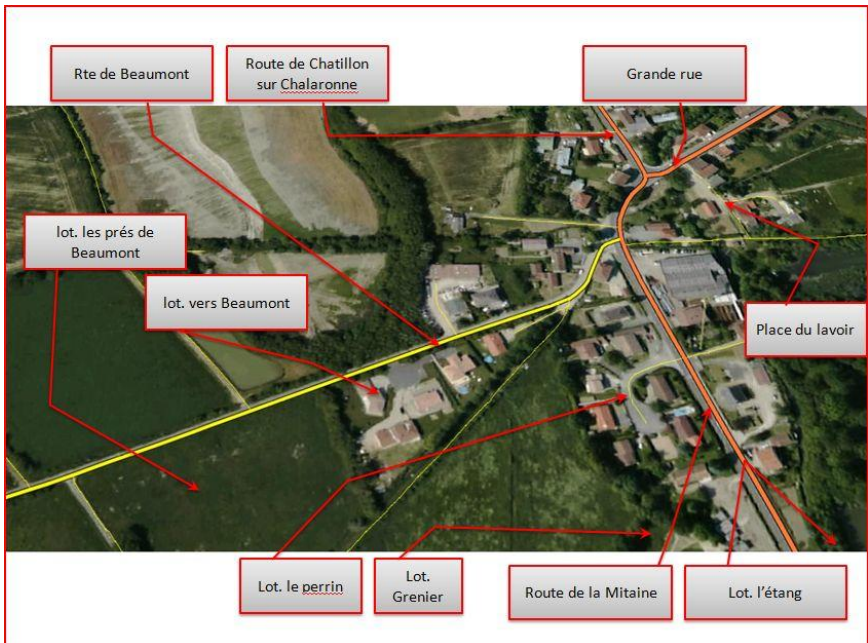 Rte de Beaumont
Route de Chatillon
sur Chalaronne
Grande rue
lot. les prés de
Beaumont
lot. vers Beaumont
Place du lavoir
Lot. le perrin
Lot.
Grenier
Route de la Mitaine
Lot. l'étang